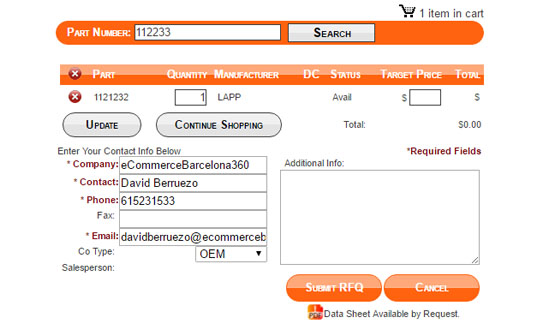 1 item in cart
PART NUMBER: 112233 SEARCH
PART QUANTITY MANUFACTURER DC STATUS TARGET PRICE TOTAL
1121232 1 LAPP Avail $ $
UPDATE CONTINUE SHOPPING Total: $0.00
Enter Your Contact Info Below *Required Fields
* Company: eCommerceBarcelona360 Additional Info:
* Contact: David Berruezo
* Phone: 615231533
Fax:
* Email: davidberruezo@ecommerceb
Co Type: OEM
Salesperson:
SUBMIT RFQ CANCEL
Data Sheet Available by Request.